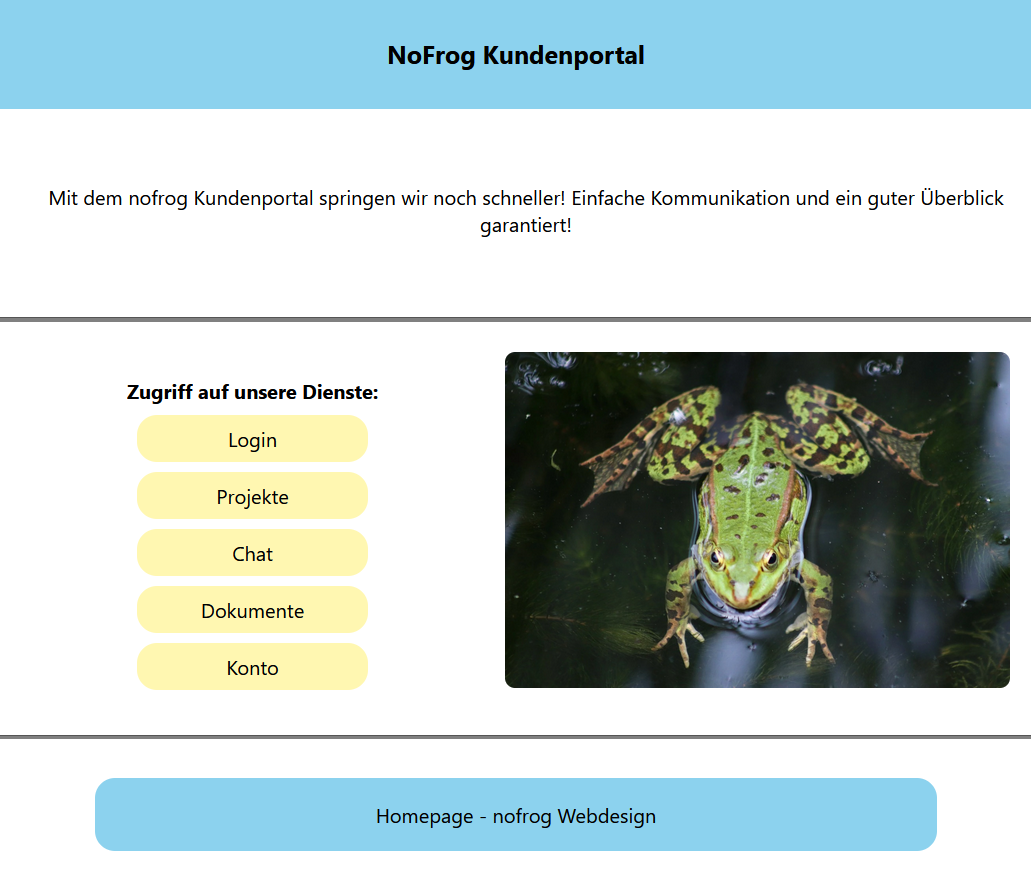 NoFrog Kundenportal
Mit dem nofrog Kundenportal springen wir noch schneller! Einfache Kommunikation und ein guter Überblick
garantiert!
Zugriff auf unsere Dienste:
Login
Projekte
Chat
Dokumente
Konto
Homepage - nofrog Webdesign